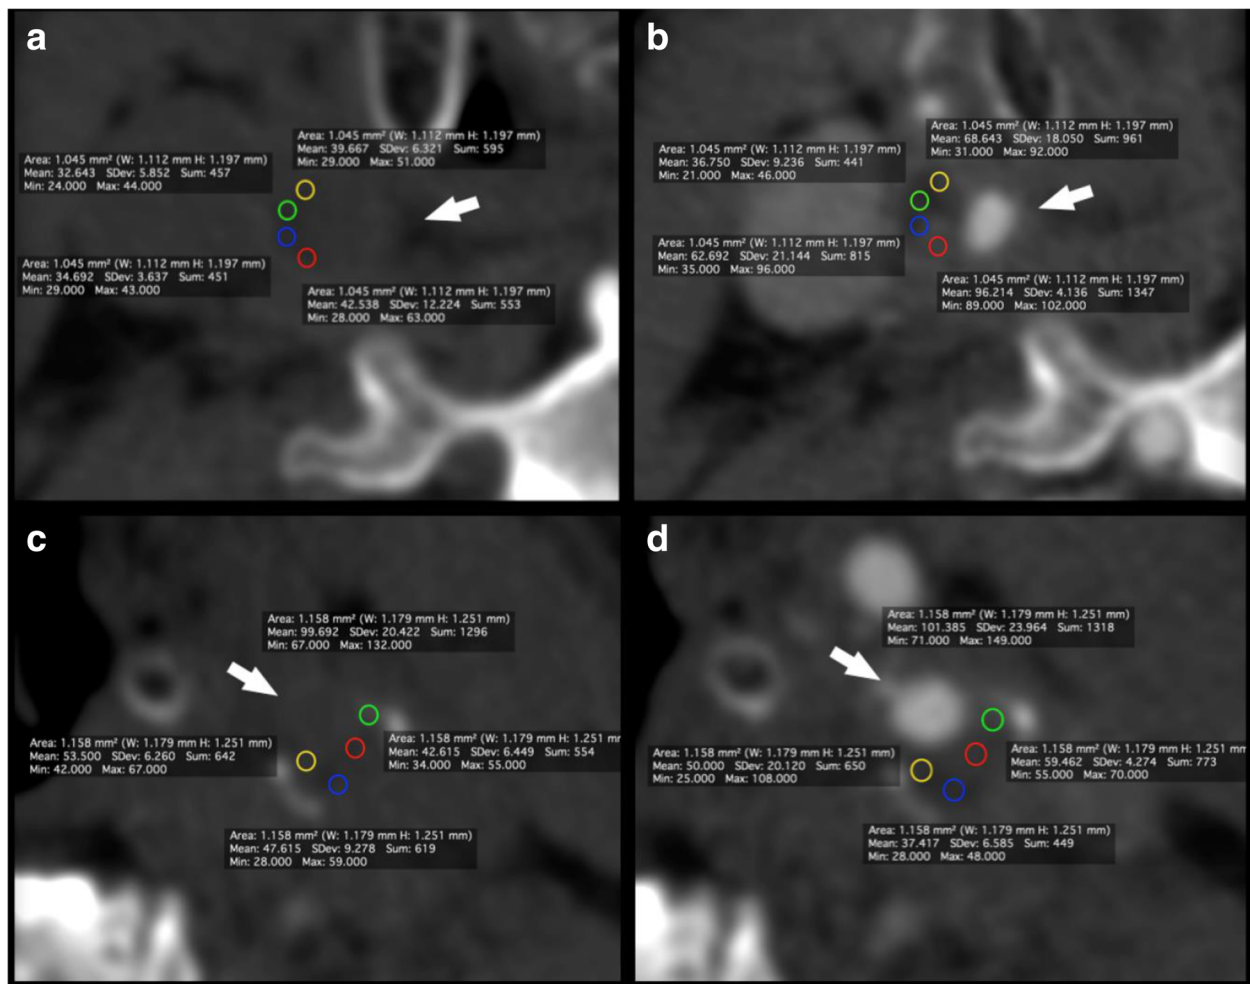 a
Area: 1.045 mm² (W: 1.112 mm H: 1.197 mm)
Mean: 39.667 SDev: 6.321 Sum: 595
Min: 29.000 Max: 51.000
Area: 1.045 mm² (W: 1.112 mm H: 1.197 mm)
Mean: 32.643 SDev: 5.852 Sum: 457
Min: 24.000 Max: 44.000
Area: 1.045 mm² (W: 1.112 mm H: 1.197 mm)
Mean: 34.692 SDev: 3.637 Sum: 451
Min: 29.000 Max: 43.000
Area: 1.045 mm² (W: 1.112 mm H: 1.197 mm)
Mean: 42.538 SDev: 12.224 Sum: 553
Min: 28.000 Max: 63.000
b
Area: 1.045 mm² (W: 1.112 mm H: 1.197 mm)
Mean: 68.643 SDev: 18.050 Sum: 961
Min: 31.000 Max: 92.000
Area: 1.045 mm² (W: 1.112 mm H: 1.197 mm)
Mean: 36.750 SDev: 9.236 Sum: 441
Min: 21.000 Max: 46.000
Area: 1.045 mm² (W: 1.112 mm H: 1.197 mm)
Mean: 62.692 SDev: 21.144 Sum: 815
Min: 35.000 Max: 96.000
Area: 1.045 mm² (W: 1.112 mm H: 1.197 mm)
Mean: 96.214 SDev: 4.136 Sum: 1347
Min: 89.000 Max: 102.000
c
Area: 1.158 mm² (W: 1.179 mm H: 1.251 mm)
Mean: 99.692 SDev: 20.422 Sum: 1296
Min: 67.000 Max: 132.000
Area: 1.158 mm² (W: 1.179 mm H: 1.251 mm)
Mean: 53.500 SDev: 6.260 Sum: 642
Min: 42.000 Max: 67.000
Area: 1.158 mm² (W: 1.179 mm H: 1.251 mm)
Mean: 42.615 SDev: 6.449 Sum: 554
Min: 34.000 Max: 55.000
Area: 1.158 mm² (W: 1.179 mm H: 1.251 mm)
Mean: 47.615 SDev: 9.278 Sum: 619
Min: 28.000 Max: 59.000
d
Area: 1.158 mm² (W: 1.179 mm H: 1.251 mm)
Mean: 101.385 SDev: 23.964 Sum: 1318
Min: 71.000 Max: 149.000
Area: 1.158 mm² (W: 1.179 mm H: 1.251 mm)
Mean: 50.000 SDev: 20.120 Sum: 650
Min: 25.000 Max: 108.000
Area: 1.158 mm² (W: 1.179 mm H: 1.251 mm
Mean: 59.462 SDev: 4.274 Sum: 773
Min: 55.000 Max: 70.000
Area: 1.158 mm² (W: 1.179 mm H: 1.251 mm)
Mean: 37.417 SDev: 6.585 Sum: 449
Min: 28.000 Max: 48.000